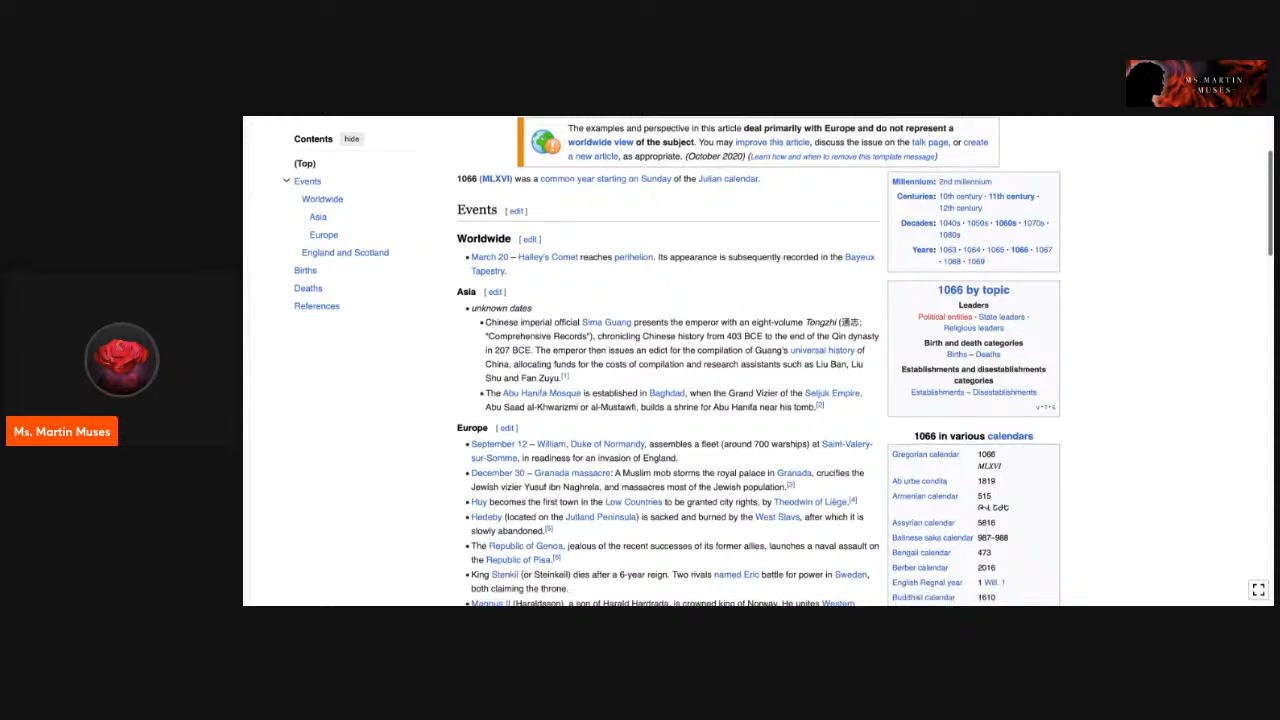 MS.MARTIN
-MUSES-
Contents hide
(Top)
Events
Worldwide
Asia
Europe
England and Scotland
Births
Deaths
References
The examples and perspective in this article deal primarily with Europe and do not represent a
worldwide view of the subject. You may improve this article, discuss the issue on the talk page, or create
a new article, as appropriate. (October 2020) (Learn how and when to remove this template message)
1066 (MLXVI) was a common year starting on Sunday of the Julian calendar.
Events [ edit ]
Worldwide [ edit ]
• March 20 – Halley's Comet reaches perihelion. Its appearance is subsequently recorded in the Bayeux
Tapestry.
Asia [ edit ]
• unknown dates
• Chinese imperial official Sima Guang presents the emperor with an eight-volume Tongzhi (通志;
"Comprehensive Records"), chronicling Chinese history from 403 BCE to the end of the Qin dynasty
in 207 BCE. The emperor then issues an edict for the compilation of Guang's universal history of
China, allocating funds for the costs of compilation and research assistants such as Liu Ban, Liu
Shu and Fan Zuyu.[1]
• The Abu Hanifa Mosque is established in Baghdad, when the Grand Vizier of the Seljuk Empire,
Abu Saad al-Khwarizmi or al-Mustawfi, builds a shrine for Abu Hanifa near his tomb.[2]
Europe [ edit ]
• September 12 – William, Duke of Normandy, assembles a fleet (around 700 warships) at Saint-Valery-
sur-Somme, in readiness for an invasion of England.
• December 30 – Granada massacre: A Muslim mob storms the royal palace in Granada, crucifies the
Jewish vizier Yusuf ibn Naghrela, and massacres most of the Jewish population.[3]
• Huy becomes the first town in the Low Countries to be granted city rights, by Theodwin of Liège.[4]
• Hedeby (located on the Jutland Peninsula) is sacked and burned by the West Slavs, after which it is
slowly abandoned.[5]
• The Republic of Genoa, jealous of the recent successes of its former allies, launches a naval assault on
the Republic of Pisa.[6]
• King Stenkil (or Steinkell) dies after a 6-year reign. Two rivals named Eric battle for power in Sweden,
both claiming the throne.
• Magnus II (Haraldsson), a son of Harald Hardrada, is crowned king of Norway. He unites Western
Millennium: 2nd millennium
Centuries: 10th century · 11th century ·
12th century
Decades: 1040s · 1050s · 1060s · 1070s ·
1080s
Years: 1063 · 1064 · 1065 · 1066 · 1067
· 1068 · 1069
1066 by topic
Leaders
Political entities · State leaders ·
Religious leaders
Birth and death categories
Births – Deaths
Establishments and disestablishments
categories
Establishments – Disestablishments
V·T·E
1066 in various calendars
Gregorian calendar 1066
MLXVI
Ab urbe condita 1819
Armenian calendar 515
ԹՎ ՇԺԵ
Assyrian calendar 5816
Balinese saka calendar 987–988
Bengali calendar 473
Berber calendar 2016
English Regnal year 1 Will. 1
Buddhist calendar 1610
Ms. Martin Muses